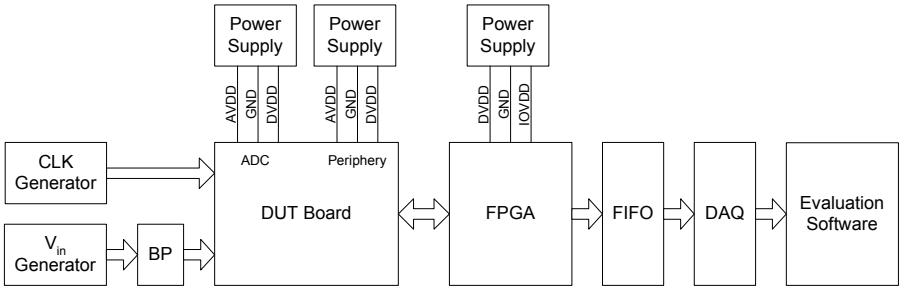 Power
Supply
Power
Supply
Power
Supply
AVDD
GND
DVDD
AVDD
GND
DVDD
DVDD
GND
IOVDD
CLK
Generator
ADC
Periphery
DUT Board
FPGA
FIFO
DAQ
Evaluation
Software
Vin
Generator
BP